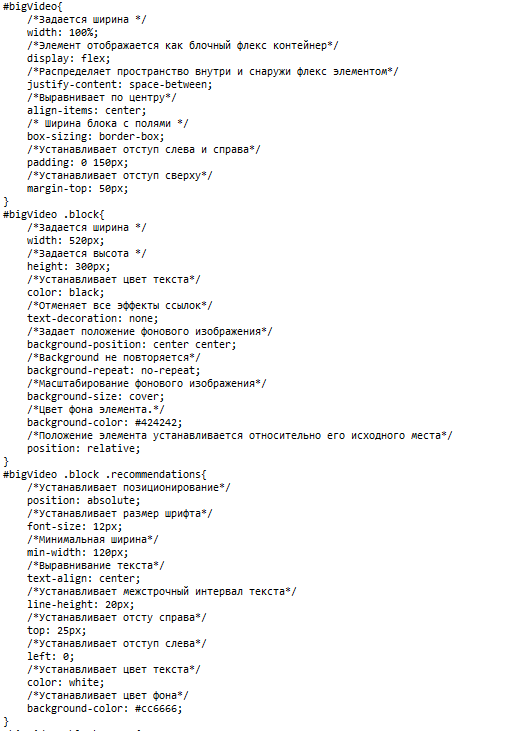 #bigVideo{
    /*Задается ширина */
    width: 100%;
    /*Элемент отображается как блочный флекс контейнер*/
    display: flex;
    /*Распределяет пространство внутри и снаружи флекс элементом*/
    justify-content: space-between;
    /*Выравнивает по центру*/
    align-items: center;
    /* Ширина блока с полями */
    box-sizing: border-box;
    /*Устанавливает отступ слева и справа*/
    padding: 0 150px;
    /*Устанавливает отступ сверху*/
    margin-top: 50px;
}
#bigVideo .block{
    /*Задается ширина */
    width: 520px;
    /*Задается высота */
    height: 300px;
    /*Устанавливает цвет текста*/
    color: black;
    /*Отменяет все эффекты ссылок*/
    text-decoration: none;
    /*Задает положение фонового изображения*/
    background-position: center center;
    /*Background не повторяется*/
    background-repeat: no-repeat;
    /*Масштабирование фонового изображения*/
    background-size: cover;
    /*Цвет фона элемента.*/
    background-color: #424242;
    /*Положение элемента устанавливается относительно его исходного места*/
    position: relative;
}
#bigVideo .block .recommendations{
    /*Устанавливает позиционирование*/
    position: absolute;
    /*Устанавливает размер шрифта*/
    font-size: 12px;
    /*Минимальная ширина*/
    min-width: 120px;
    /*Выравнивание текста*/
    text-align: center;
    /*Устанавливает межстрочный интервал текста*/
    line-height: 20px;
    /*Устанавливает отсту справа*/
    top: 25px;
    /*Устанавливает отступ слева*/
    left: 0;
    /*Устанавливает цвет текста*/
    color: white;
    /*Устанавливает цвет фона*/
    background-color: #cc6666;
}